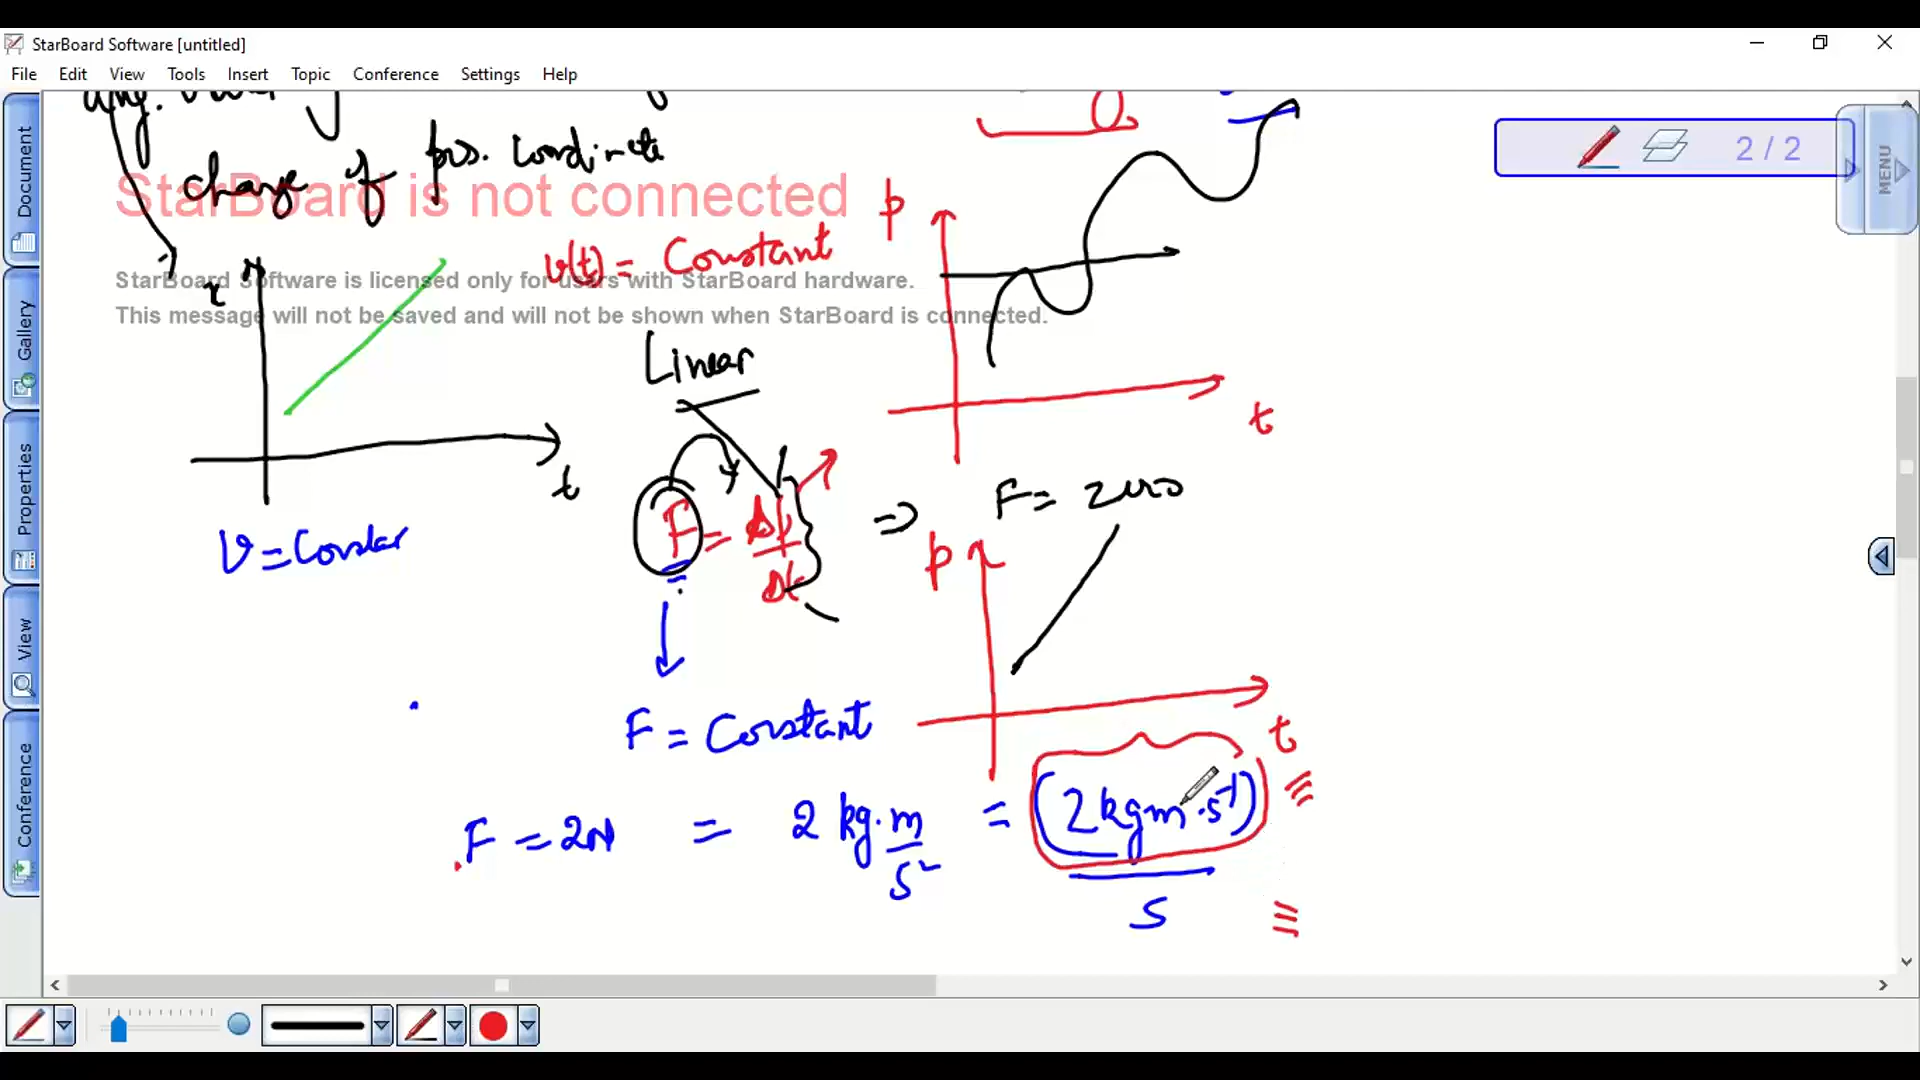 StarBoard Software [untitled]
File Edit View Tools Insert Topic Conference Settings Help
Document
Gallery
Properties
View
Conference
2 / 2
MENU
change of pos. coordinate
StarBoard is not connected
v(t) = Constant
StarBoard Software is licensed only for users with StarBoard hardware.
This message will not be saved and will not be shown when StarBoard is connected.
x
t
p
t
Linear
F = Δp/Δt ⇒ F = zero
p
t
F = Constant
F = 2N = 2 kg. m/s² = (2kgm·s⁻¹)/s